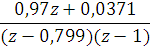 0,97z + 0,0371
(z − 0,799)(z − 1)